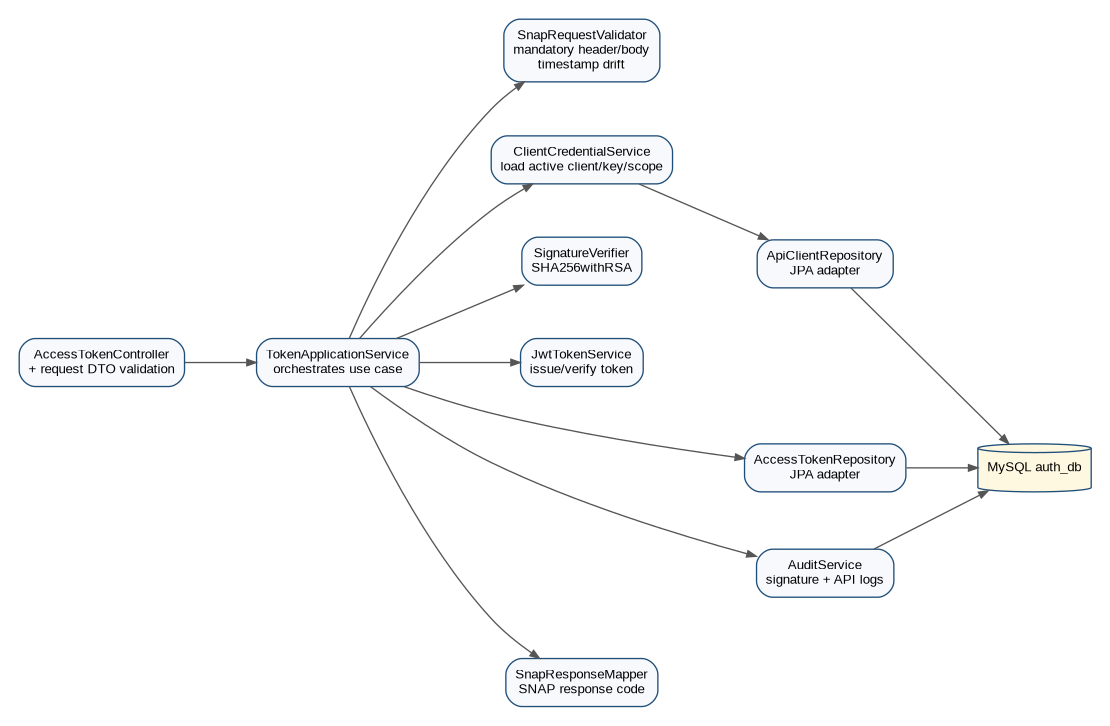 SnapRequestValidator
mandatory header/body
timestamp drift
ClientCredentialService
load active client/key/scope
SignatureVerifier
SHA256withRSA
ApiClientRepository
JPA adapter
AccessTokenController
+ request DTO validation
TokenApplicationService
orchestrates use case
JwtTokenService
issue/verify token
AccessTokenRepository
JPA adapter
MySQL auth_db
AuditService
signature + API logs
SnapResponseMapper
SNAP response code